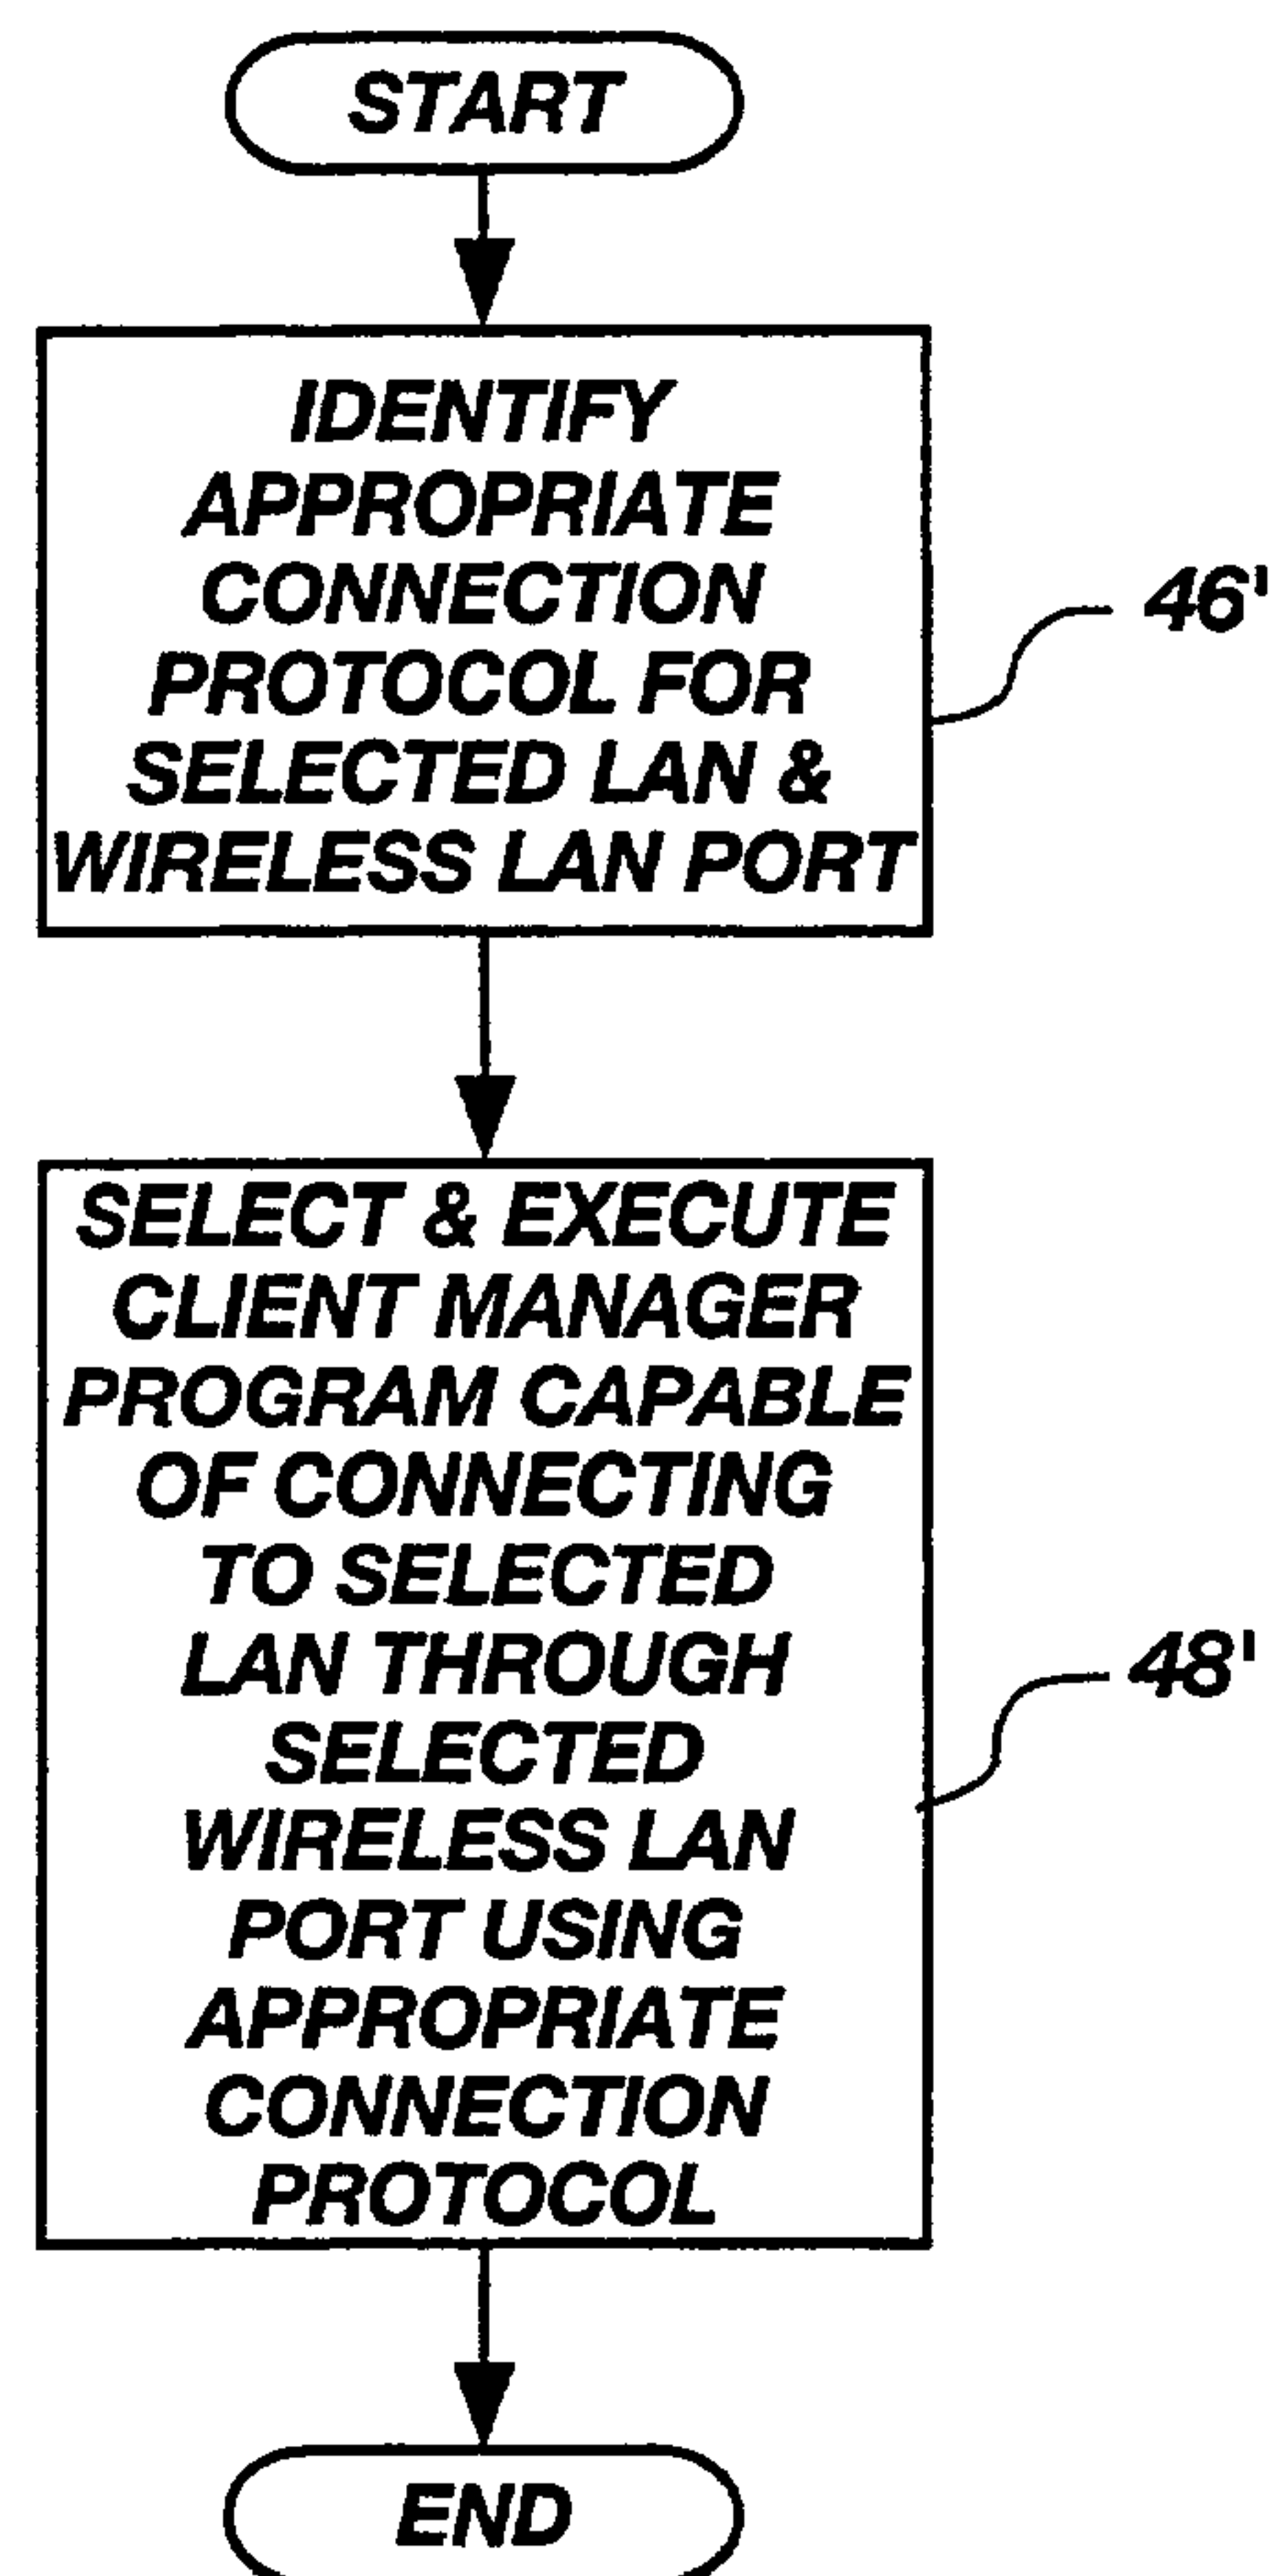 START
IDENTIFY
APPROPRIATE
CONNECTION
PROTOCOL FOR
SELECTED LAN &
WIRELESS LAN PORT
46'
SELECT & EXECUTE
CLIENT MANAGER
PROGRAM CAPABLE
OF CONNECTING
TO SELECTED
LAN THROUGH
SELECTED
WIRELESS LAN
PORT USING
APPROPRIATE
CONNECTION
PROTOCOL
48'
END